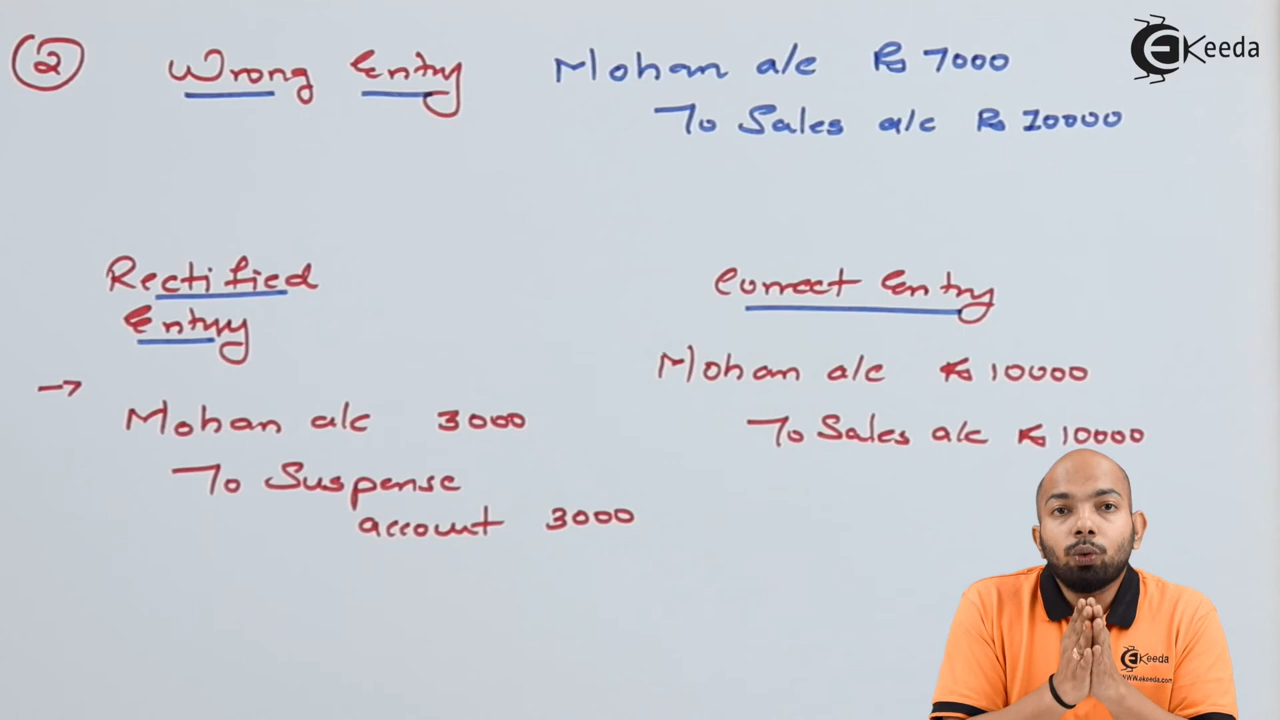 2 Wrong Entry Mohan a/c Rs 7000
To Sales a/c Rs 10000
EKeeda
Rectified
Entry
Correct Entry
→ Mohan a/c 3000
To Suspense
account 3000
Mohan a/c Rs 10000
To Sales a/c Rs 10000
EKeeda
www.ekeeda.com